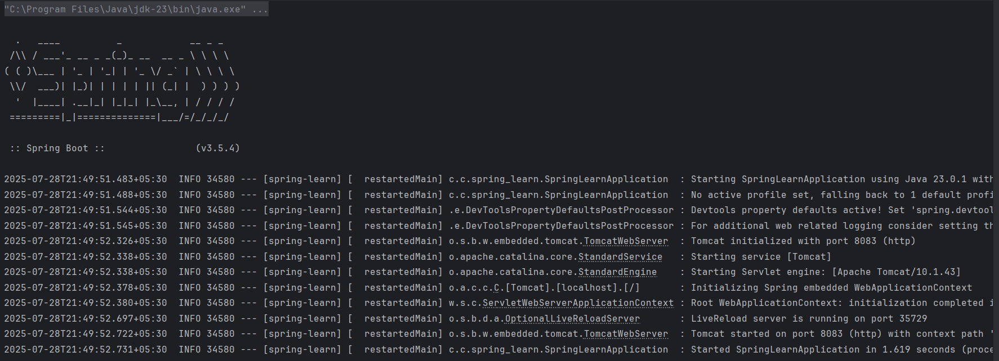 "C:\Program Files\Java\jdk-23\bin\java.exe" ...
  .   ____          _            __ _ _
 /\\ / ___'_ __ _ _(_)_ __  __ _ \ \ \ \
( ( )\___ | '_ | '_| | '_ \/ _` | \ \ \ \
 \\/  ___)| |_)| | | | | || (_| |  ) ) ) )
  '  |____| .__|_| |_|_| |_\__, | / / / /
 =========|_|==============|___/=/_/_/_/
 :: Spring Boot ::                (v3.5.4)
2025-07-28T21:49:51.483+05:30  INFO 34580 --- [spring-learn] [  restartedMain] c.c.spring_learn.SpringLearnApplication  : Starting SpringLearnApplication using Java 23.0.1 with
2025-07-28T21:49:51.488+05:30  INFO 34580 --- [spring-learn] [  restartedMain] c.c.spring_learn.SpringLearnApplication  : No active profile set, falling back to 1 default profi
2025-07-28T21:49:51.544+05:30  INFO 34580 --- [spring-learn] [  restartedMain] .e.DevToolsPropertyDefaultsPostProcessor : Devtools property defaults active! Set 'spring.devtool
2025-07-28T21:49:51.545+05:30  INFO 34580 --- [spring-learn] [  restartedMain] .e.DevToolsPropertyDefaultsPostProcessor : For additional web related logging consider setting th
2025-07-28T21:49:52.326+05:30  INFO 34580 --- [spring-learn] [  restartedMain] o.s.b.w.embedded.tomcat.TomcatWebServer  : Tomcat initialized with port 8083 (http)
2025-07-28T21:49:52.338+05:30  INFO 34580 --- [spring-learn] [  restartedMain] o.apache.catalina.core.StandardService   : Starting service [Tomcat]
2025-07-28T21:49:52.338+05:30  INFO 34580 --- [spring-learn] [  restartedMain] o.apache.catalina.core.StandardEngine    : Starting Servlet engine: [Apache Tomcat/10.1.43]
2025-07-28T21:49:52.378+05:30  INFO 34580 --- [spring-learn] [  restartedMain] o.a.c.c.C.[Tomcat].[localhost].[/]       : Initializing Spring embedded WebApplicationContext
2025-07-28T21:49:52.380+05:30  INFO 34580 --- [spring-learn] [  restartedMain] w.s.c.ServletWebServerApplicationContext : Root WebApplicationContext: initialization completed i
2025-07-28T21:49:52.697+05:30  INFO 34580 --- [spring-learn] [  restartedMain] o.s.b.d.a.OptionalLiveReloadServer       : LiveReload server is running on port 35729
2025-07-28T21:49:52.722+05:30  INFO 34580 --- [spring-learn] [  restartedMain] o.s.b.w.embedded.tomcat.TomcatWebServer  : Tomcat started on port 8083 (http) with context path '
2025-07-28T21:49:52.731+05:30  INFO 34580 --- [spring-learn] [  restartedMain] c.c.spring_learn.SpringLearnApplication  : Started SpringLearnApplication in 1.619 seconds (proce